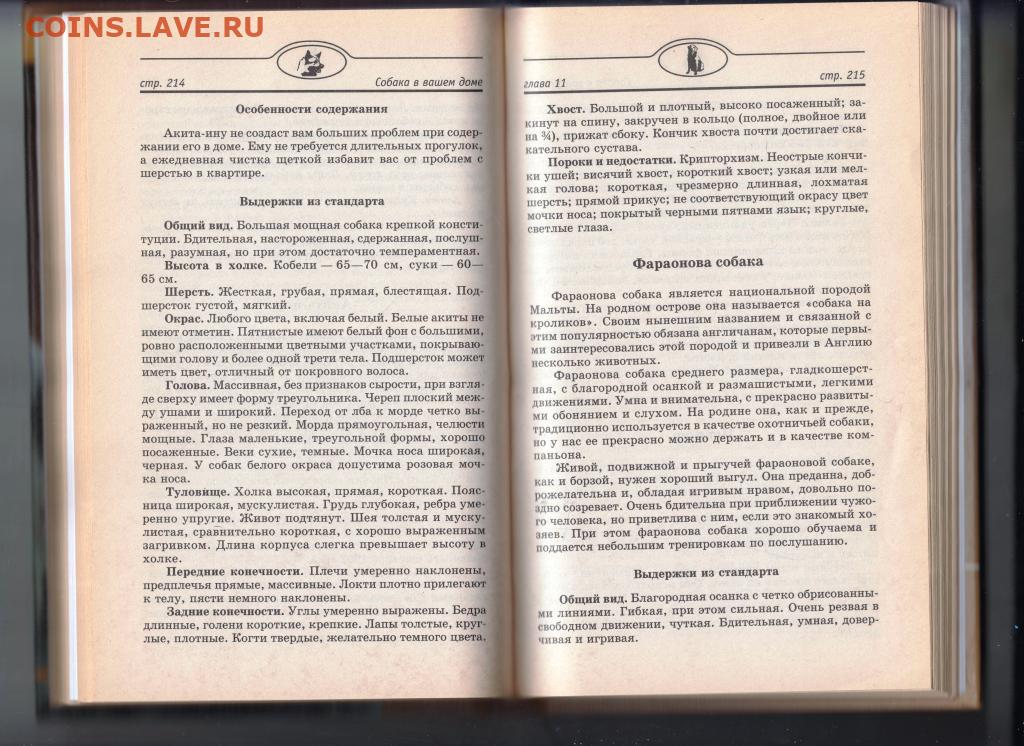 COINS.LAVE.RU
стр. 214
Собака в вашем доме
Особенности содержания
Акита-ину не создаст вам больших проблем при содер-
жании его в доме. Ему не требуется длительных прогулок,
а ежедневная чистка щеткой избавит вас от проблем с
шерстью в квартире.
Выдержки из стандарта
Общий вид. Большая мощная собака крепкой консти-
туции. Бдительная, настороженная, сдержанная, послуш-
ная, разумная, но при этом достаточно темпераментная.
Высота в холке. Кобели — 65—70 см, суки — 60—
65 см.
Шерсть. Жесткая, грубая, прямая, блестящая. Под-
шерсток густой, мягкий.
Окрас. Любого цвета, включая белый. Белые акиты не
имеют отметин. Пятнистые имеют белый фон с большими,
ровно расположенными цветными участками, покрываю-
щими голову и более одной трети тела. Подшерсток может
иметь цвет, отличный от покровного волоса.
Голова. Массивная, без признаков сырости, при взгля-
де сверху имеет форму треугольника. Череп плоский меж-
ду ушами и широкий. Переход от лба к морде четко вы-
раженный, но не резкий. Морда прямоугольная, челюсти
мощные. Глаза маленькие, треугольной формы, хорошо
посаженные. Веки сухие, темные. Мочка носа широкая,
черная. У собак белого окраса допустима розовая моч-
ка носа.
Туловище. Холка высокая, прямая, короткая. Пояс-
ница широкая, мускулистая. Грудь глубокая, ребра уме-
ренно упругие. Живот подтянут. Шея толстая и муску-
листая, сравнительно короткая, с хорошо выраженным
загривком. Длина корпуса слегка превышает высоту в
холке.
Передние конечности. Плечи умеренно наклонены,
предплечья прямые, массивные. Локти плотно прилегают
к телу, пясти немного наклонены.
Задние конечности. Углы умеренно выражены. Бедра
длинные, голени короткие, крепкие. Лапы толстые, круг-
лые, плотные. Когти твердые, желательно темного цвета.
глава 11
стр. 215
Хвост. Большой и плотный, высоко посаженный; за-
кинут на спину, закручен в кольцо (полное, двойное или
на ¾), прижат сбоку. Кончик хвоста почти достигает ска-
кательного сустава.
Пороки и недостатки. Крипторхизм. Неострые кончи-
ки ушей; висячий хвост, короткий хвост; узкая или мел-
кая голова; короткая, чрезмерно длинная, лохматая
шерсть; прямой прикус; не соответствующий окрасу цвет
мочки носа; покрытый черными пятнами язык; круглые,
светлые глаза.
Фараонова собака
Фараонова собака является национальной породой
Мальты. На родном острове она называется «собака на
кроликов». Своим нынешним названием и связанной с
этим популярностью обязана англичанам, которые первы-
ми заинтересовались этой породой и привезли в Англию
несколько животных.
Фараонова собака среднего размера, гладкошерст-
ная, с благородной осанкой и размашистыми, легкими
движениями. Умна и внимательна, с прекрасно развиты-
ми обонянием и слухом. На родине она, как и прежде,
традиционно используется в качестве охотничьей собаки,
но у нас ее прекрасно можно держать и в качестве ком-
паньона.
Живой, подвижной и прыгучей фараоновой собаке,
как и борзой, нужен хороший выгул. Она преданна, доб-
рожелательна и, обладая игривым нравом, довольно по-
здно созревает. Очень бдительна при приближении чужо-
го человека, но приветлива с ним, если это знакомый хо-
зяев. При этом фараонова собака хорошо обучаема и
поддается небольшим тренировкам по послушанию.
Выдержки из стандарта
Общий вид. Благородная осанка с четко обрисованны-
ми линиями. Гибкая, при этом сильная. Очень резвая в
свободном движении, чуткая. Бдительная, умная, довер-
чивая и игривая.